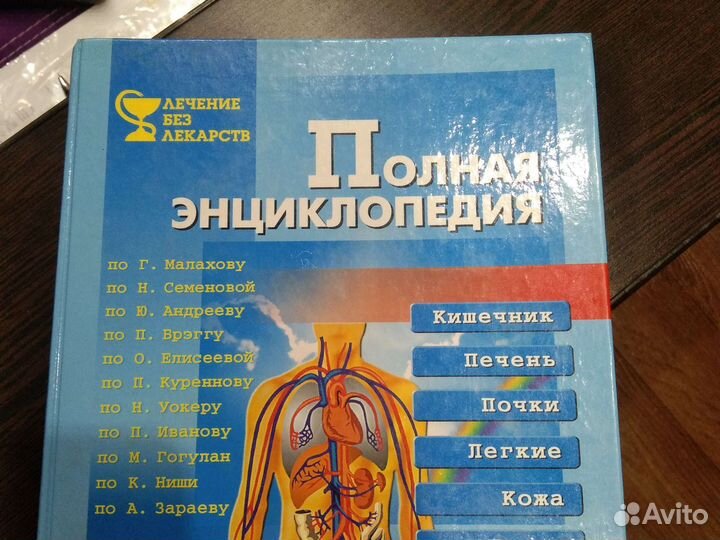 ЛЕЧЕНИЕ
БЕЗ
ЛЕКАРСТВ
ПОЛНАЯ
ЭНЦИКЛОПЕДИЯ
по Г. Малахову
по Н. Семеновой
по Ю. Андрееву
по П. Брэггу
по О. Елисеевой
по П. Куреннову
по Н. Уокеру
по П. Иванову
по М. Гогулан
по К. Ниши
по А. Зараеву
Кишечник
Печень
Почки
Легкие
Кожа
Avito